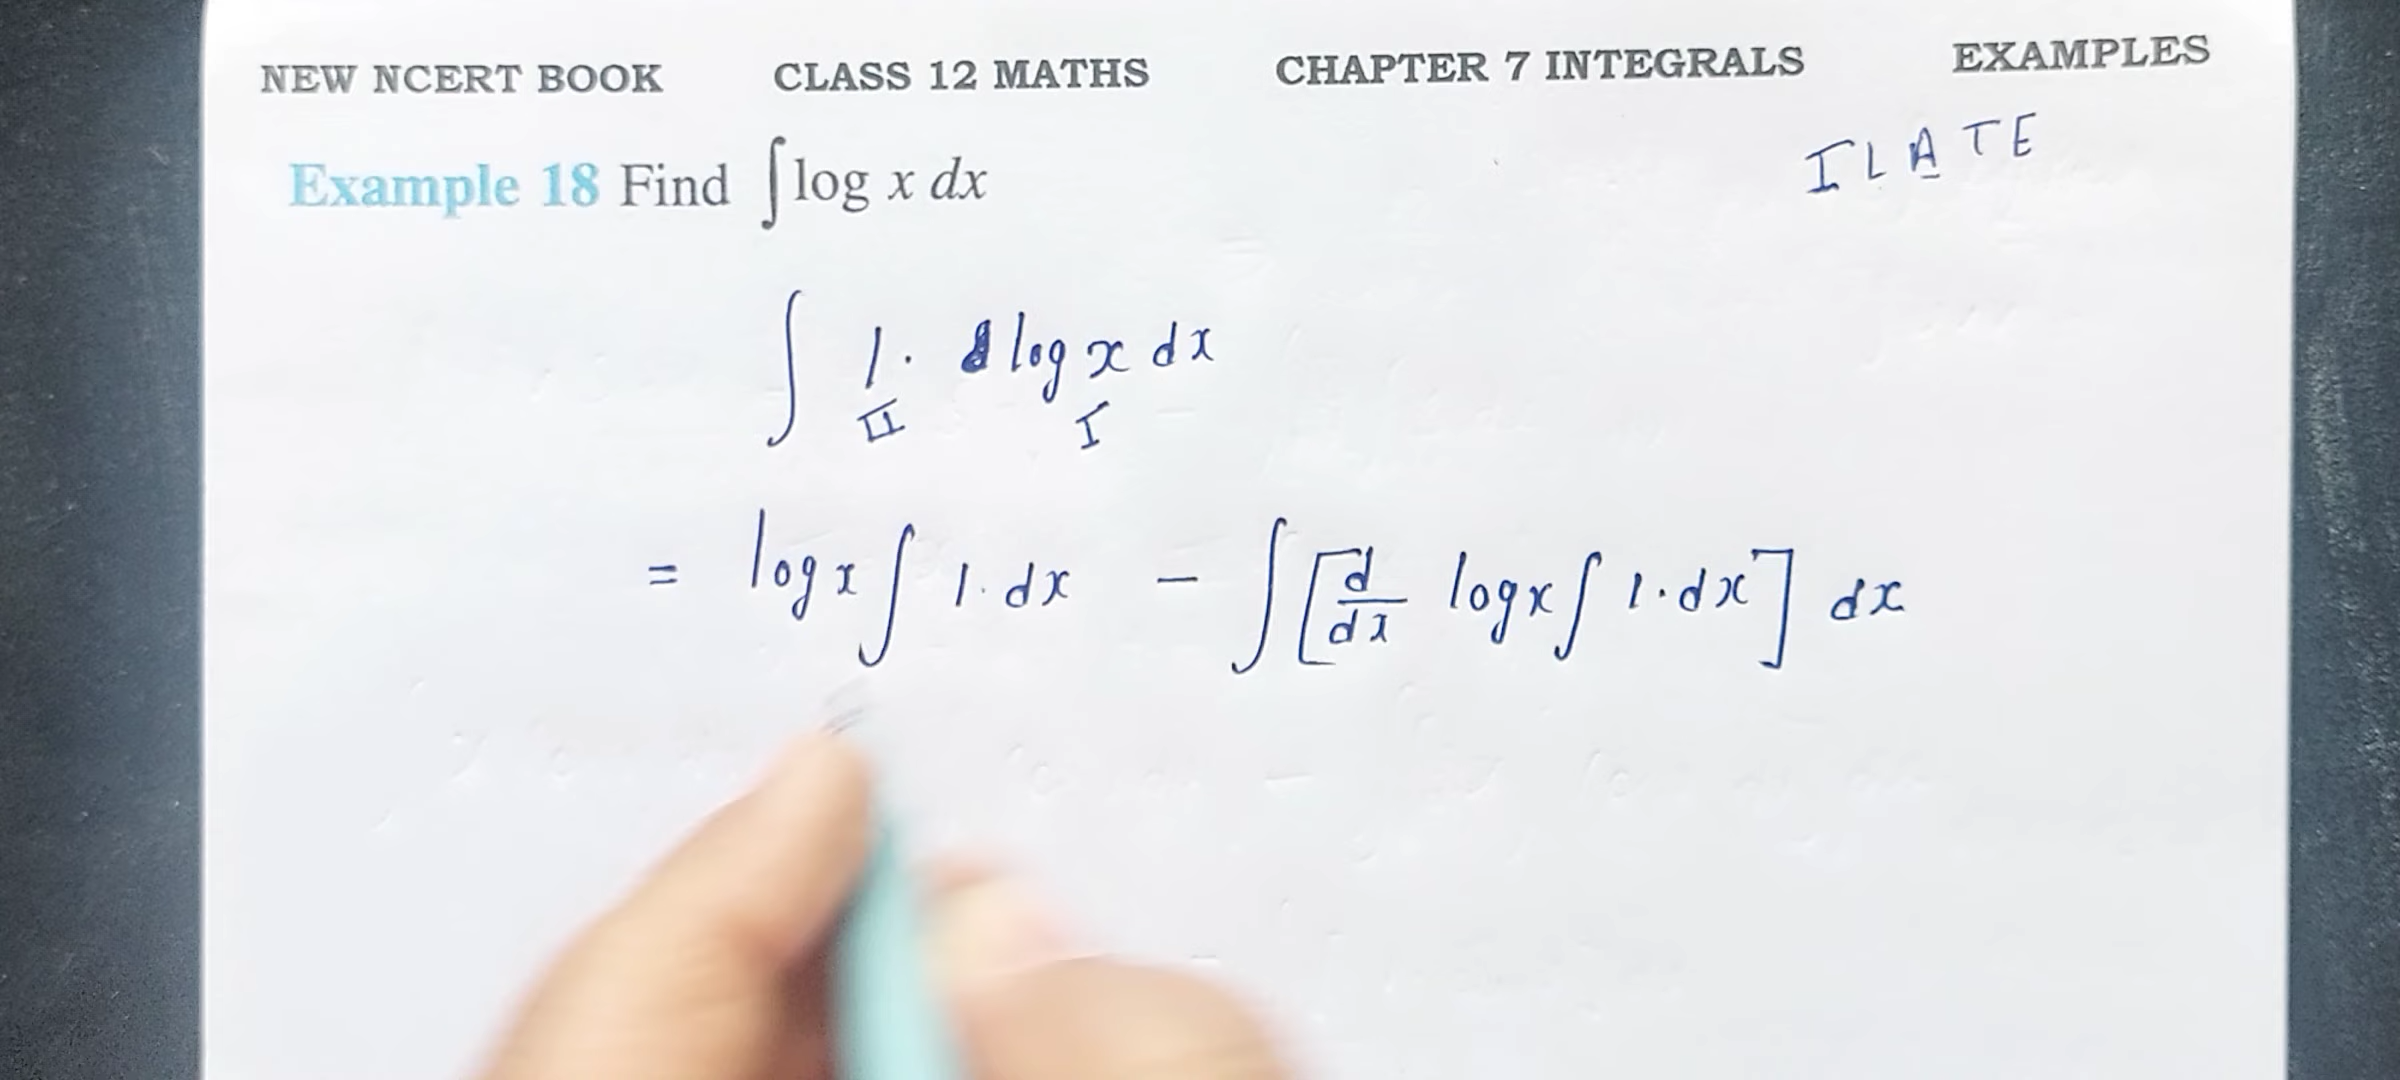 NEW NCERT BOOK CLASS 12 MATHS CHAPTER 7 INTEGRALS EXAMPLES
ILATE
Example 18 Find ∫ log x dx
∫ 1. log x dx
II I
= log x ∫ 1. dx - ∫ [d/dx log x ∫ 1. dx] dx